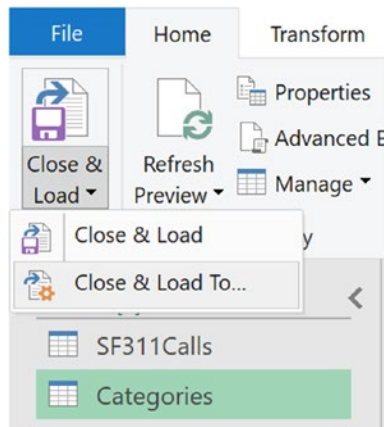 File Home Transform
Properties
Advanced E
Close & Load
Refresh Preview
Manage
Close & Load
y
Close & Load To...
SF311Calls
Categories